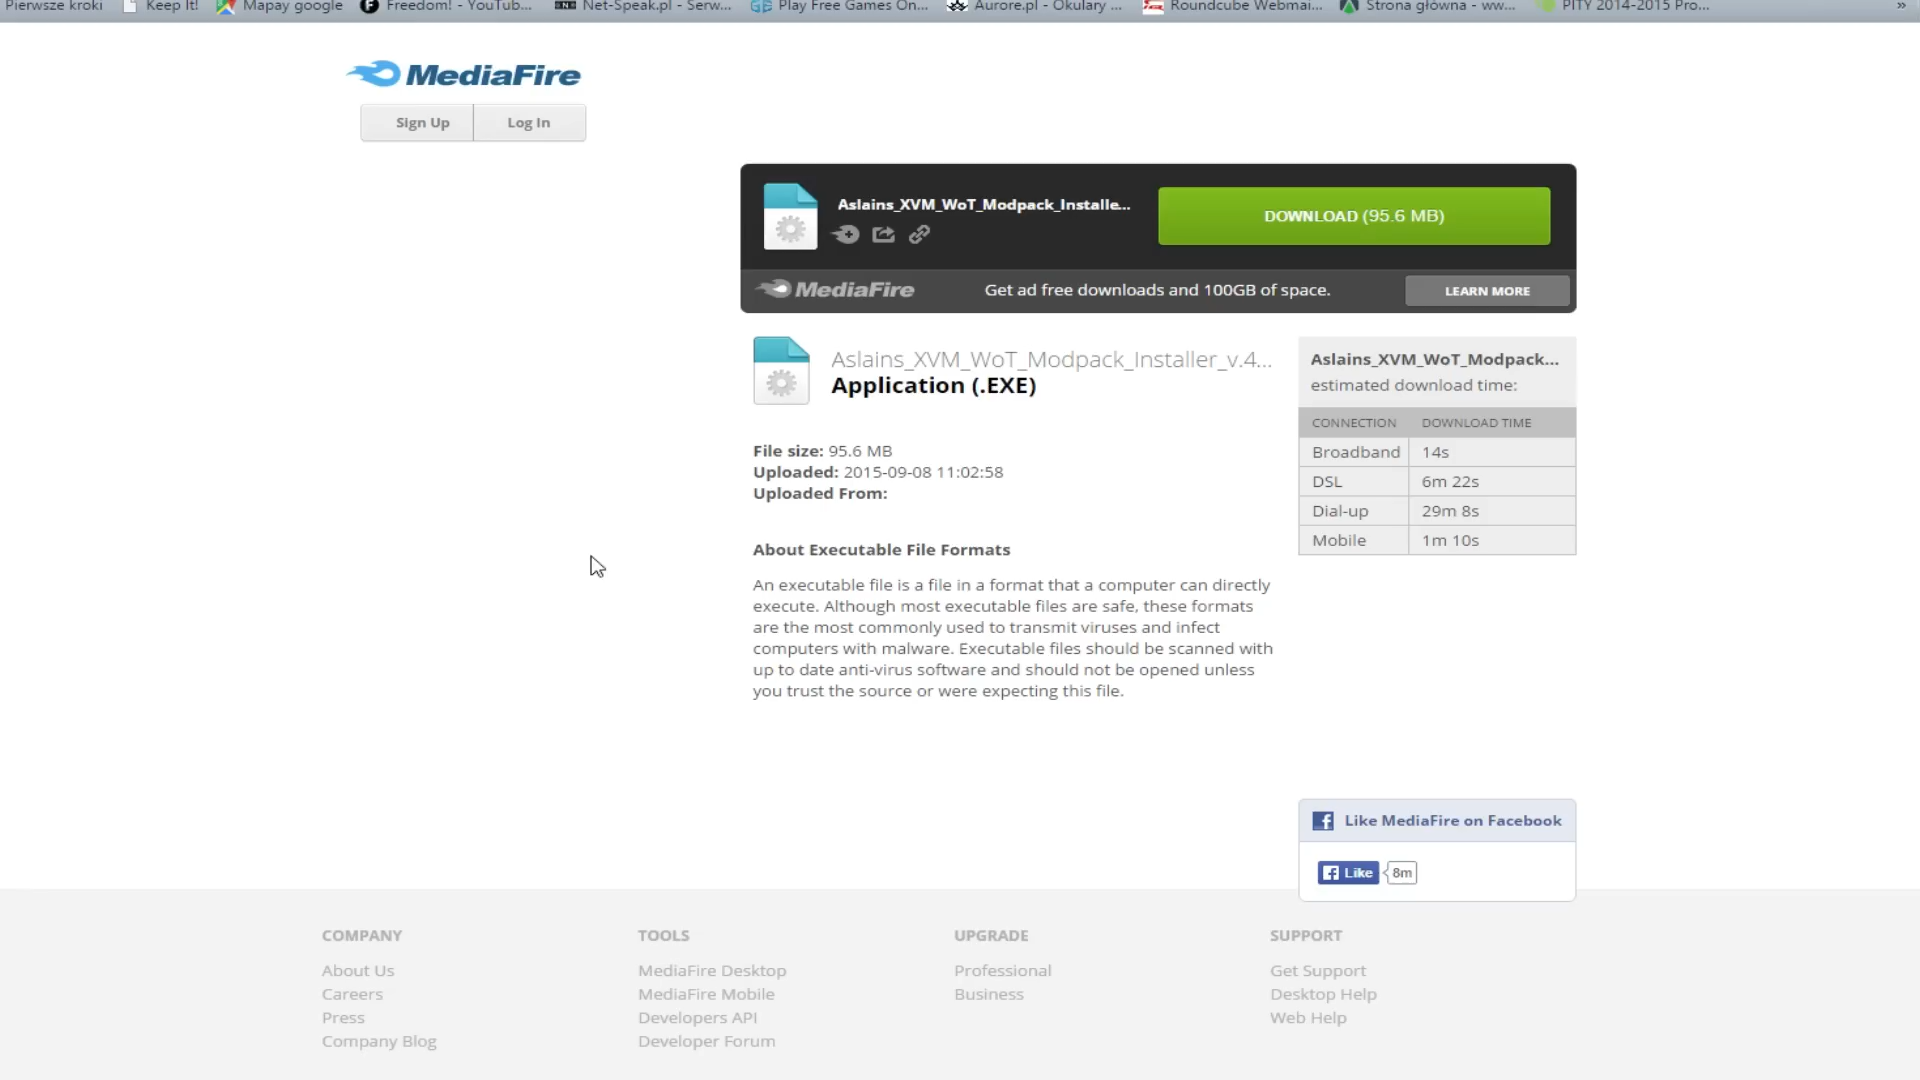 Pierwsze kroki Keep It! Mapay google Freedom! - YouTub... Net-Speak.pl - Serw... Play Free Games On... Aurore.pl - Okulary ... Roundcube Webmai... Strona główna - ww... PITY 2014-2015 Pro... »
MediaFire
Sign Up Log In
Aslains_XVM_WoT_Modpack_Installe...
DOWNLOAD (95.6 MB)
MediaFire Get ad free downloads and 100GB of space. LEARN MORE
Aslains_XVM_WoT_Modpack_Installer_v.4...
Application (.EXE)
File size: 95.6 MB
Uploaded: 2015-09-08 11:02:58
Uploaded From:
About Executable File Formats
An executable file is a file in a format that a computer can directly
execute. Although most executable files are safe, these formats
are the most commonly used to transmit viruses and infect
computers with malware. Executable files should be scanned with
up to date anti-virus software and should not be opened unless
you trust the source or were expecting this file.
Aslains_XVM_WoT_Modpack...
estimated download time:
CONNECTION DOWNLOAD TIME
Broadband 14s
DSL 6m 22s
Dial-up 29m 8s
Mobile 1m 10s
Like MediaFire on Facebook
Like 8m
COMPANY
About Us
Careers
Press
Company Blog
TOOLS
MediaFire Desktop
MediaFire Mobile
Developers API
Developer Forum
UPGRADE
Professional
Business
SUPPORT
Get Support
Desktop Help
Web Help